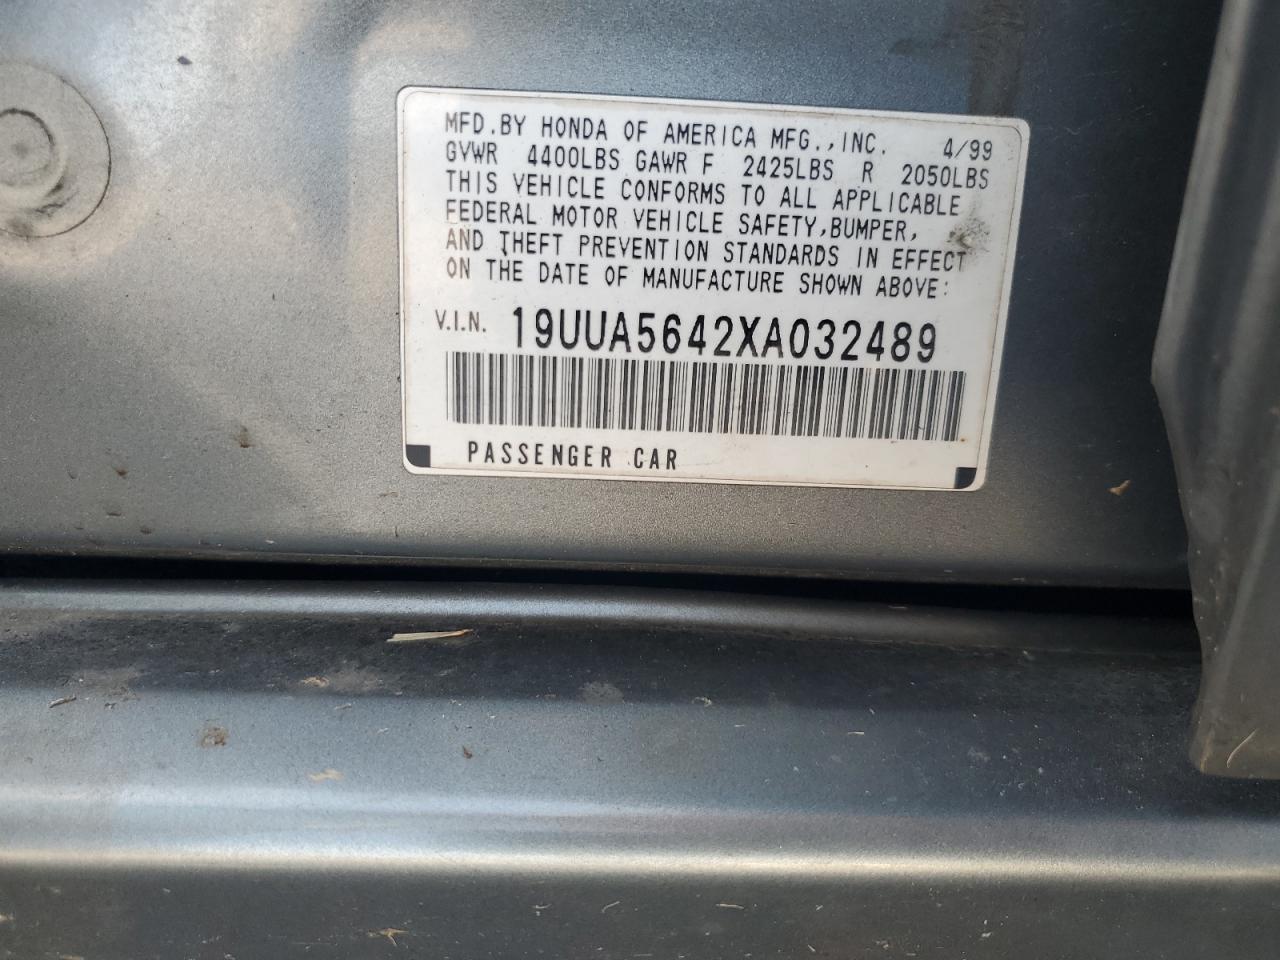 MFD.BY HONDA OF AMERICA MFG.,INC. 4/99
GVWR 4400LBS GAWR F 2425LBS R 2050LBS
THIS VEHICLE CONFORMS TO ALL APPLICABLE
FEDERAL MOTOR VEHICLE SAFETY,BUMPER,
AND THEFT PREVENTION STANDARDS IN EFFECT
ON THE DATE OF MANUFACTURE SHOWN ABOVE:
V.I.N. 19UUA5642XA032489
PASSENGER CAR